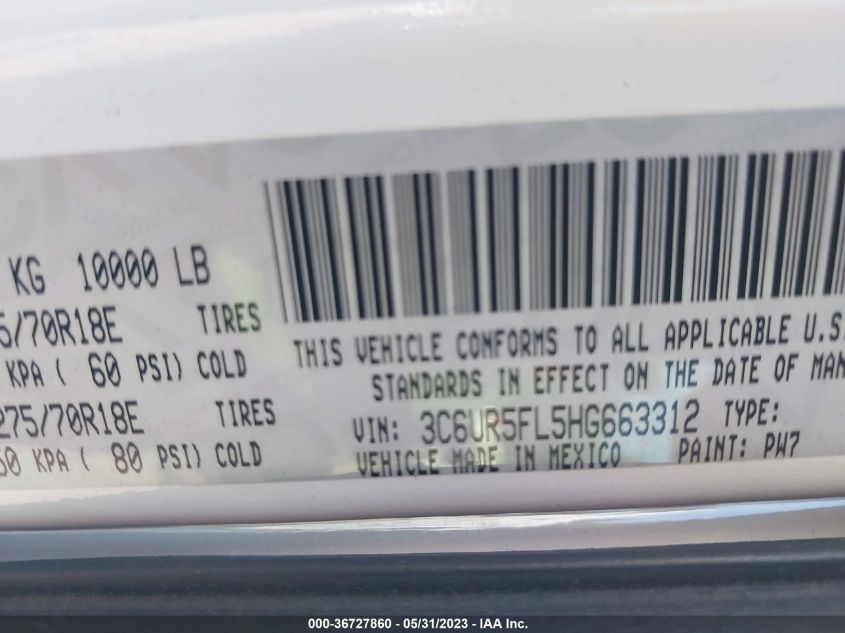 KG 10000 LB
5/70R18E TIRES
KPA ( 60 PSI) COLD
275/70R18E TIRES
60 KPA ( 80 PSI) COLD
THIS VEHICLE CONFORMS TO ALL APPLICABLE U.S.
STANDARDS IN EFFECT ON THE DATE OF MAN
VIN: 3C6UR5FL5HG663312 TYPE:
VEHICLE MADE IN MEXICO PAINT: PW7
000-36727860 - 05/31/2023 - IAA Inc.